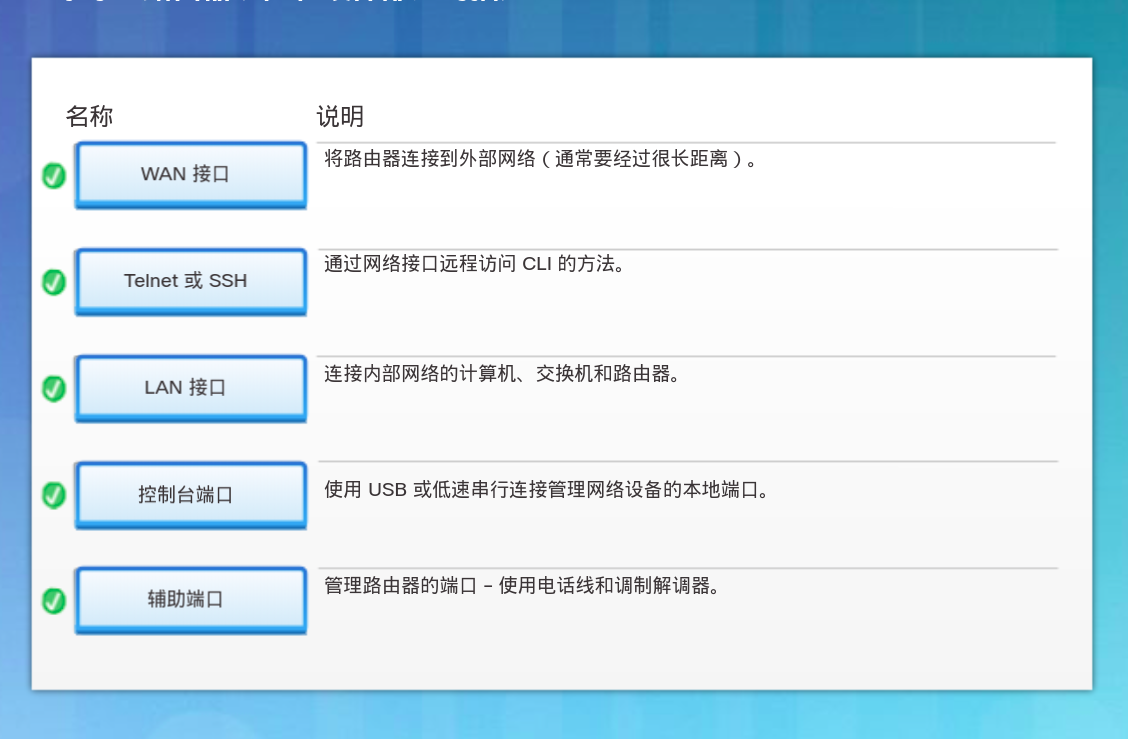 名称 说明
WAN 接口 将路由器连接到外部网络 ( 通常要经过很长距离 ) 。
Telnet 或 SSH 通过网络接口远程访问 CLI 的方法。
LAN 接口 连接内部网络的计算机、交换机和路由器。
控制台端口 使用 USB 或低速串行连接管理网络设备的本地端口。
辅助端口 管理路由器的端口 – 使用电话线和调制解调器。